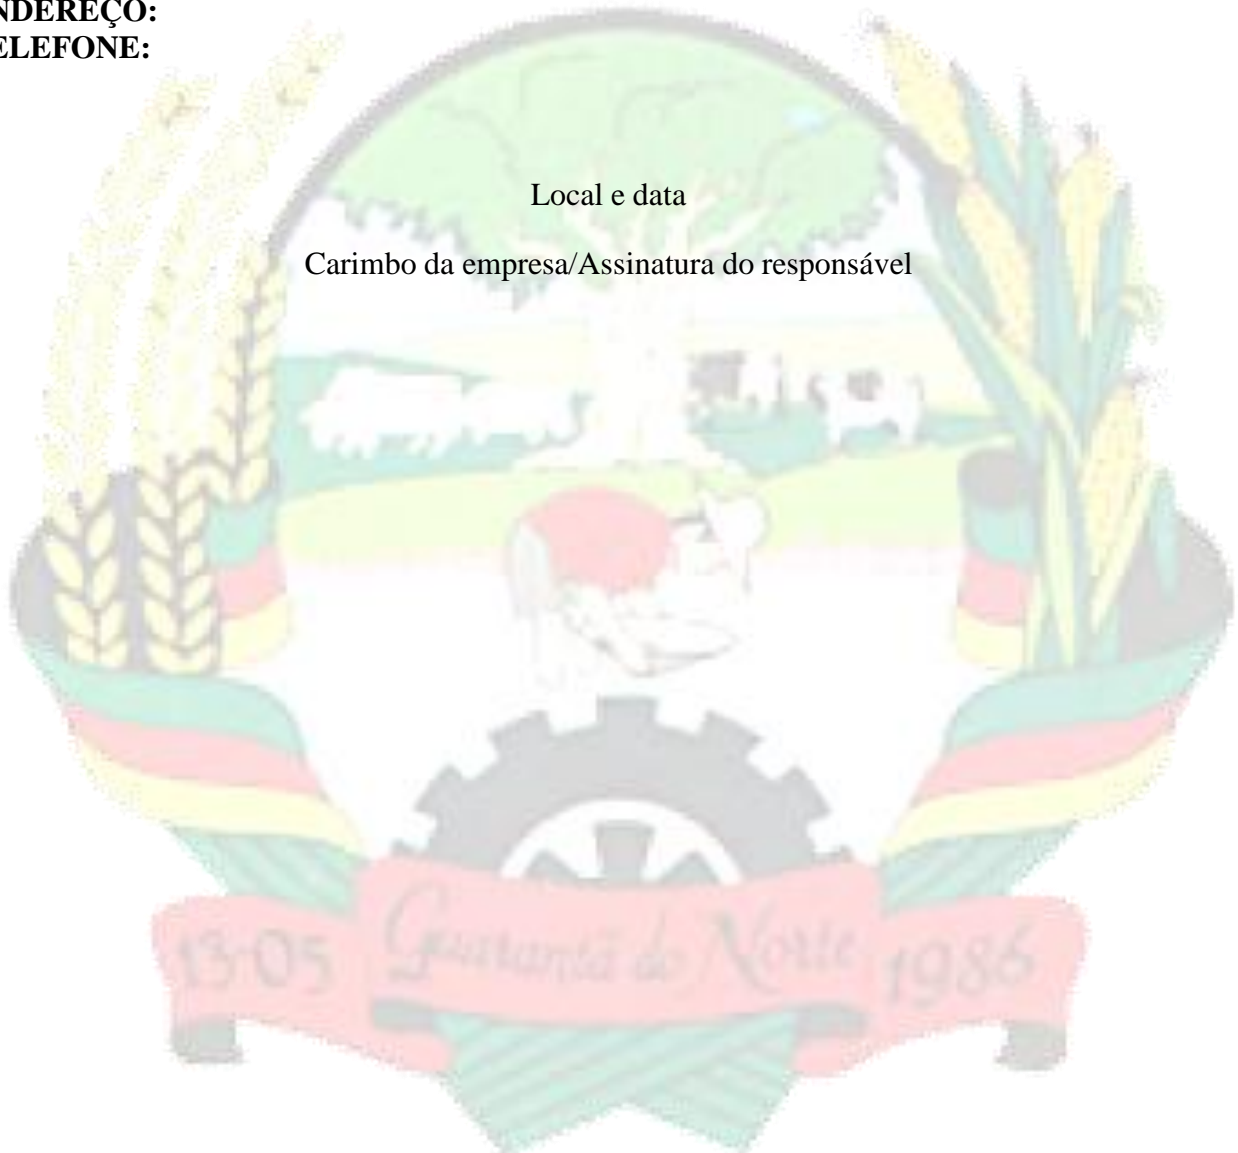 NDEREÇO:
ELEFONE:
Local e data
Carimbo da empresa/Assinatura do responsável
13-05 Guarantã do Norte 1986